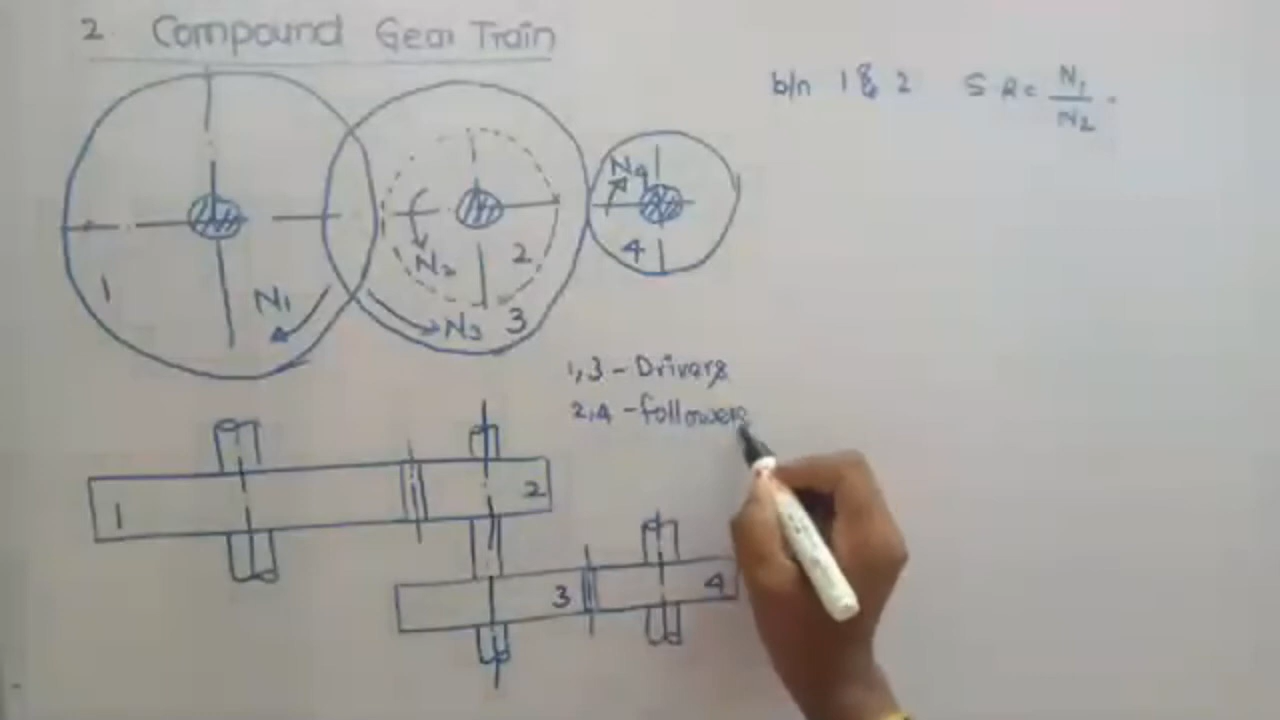 2 Compound Gear Train
b/n 1 & 2 S R = N1/N2
N4
4
2
N2
1
N1
N3 3
1,3 - Drivers
2,4 - followers
1
2
3
4